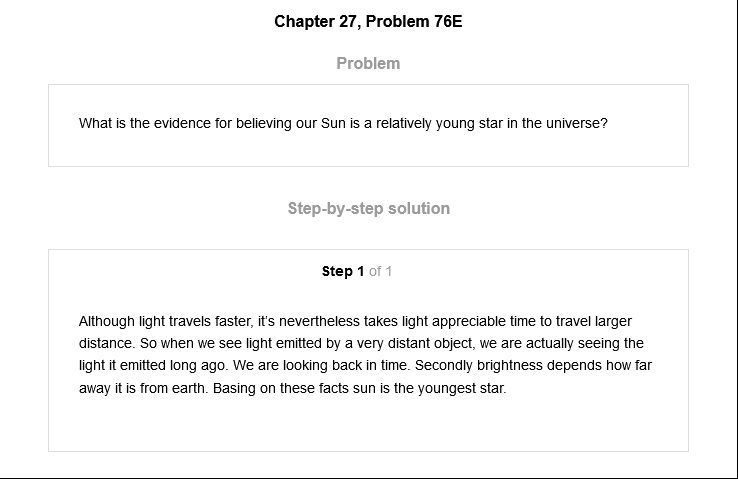 Chapter 27, Problem 76E
Problem
What is the evidence for believing our Sun is a relatively young star in the universe?
Step-by-step solution
Step 1 of 1
Although light travels faster, it's nevertheless takes light appreciable time to travel larger
distance. So when we see light emitted by a very distant object, we are actually seeing the
light it emitted long ago. We are looking back in time. Secondly brightness depends how far
away it is from earth. Basing on these facts sun is the youngest star.